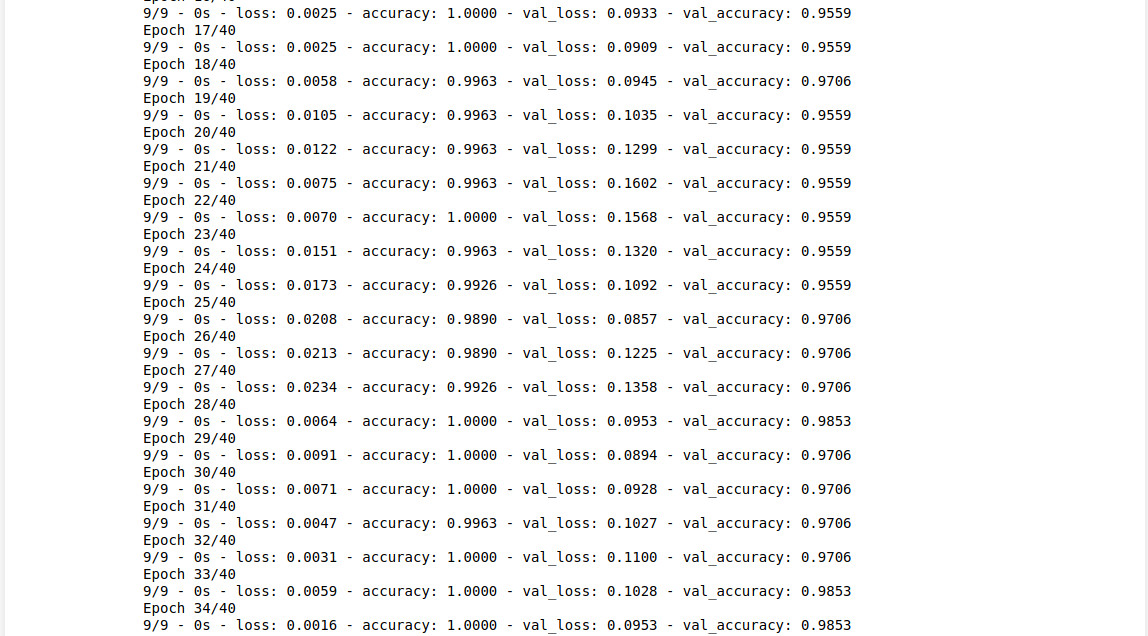 9/9 - 0s - loss: 0.0025 - accuracy: 1.0000 - val_loss: 0.0933 - val_accuracy: 0.9559
Epoch 17/40
9/9 - 0s - loss: 0.0025 - accuracy: 1.0000 - val_loss: 0.0909 - val_accuracy: 0.9559
Epoch 18/40
9/9 - 0s - loss: 0.0058 - accuracy: 0.9963 - val_loss: 0.0945 - val_accuracy: 0.9706
Epoch 19/40
9/9 - 0s - loss: 0.0105 - accuracy: 0.9963 - val_loss: 0.1035 - val_accuracy: 0.9559
Epoch 20/40
9/9 - 0s - loss: 0.0122 - accuracy: 0.9963 - val_loss: 0.1299 - val_accuracy: 0.9559
Epoch 21/40
9/9 - 0s - loss: 0.0075 - accuracy: 0.9963 - val_loss: 0.1602 - val_accuracy: 0.9559
Epoch 22/40
9/9 - 0s - loss: 0.0070 - accuracy: 1.0000 - val_loss: 0.1568 - val_accuracy: 0.9559
Epoch 23/40
9/9 - 0s - loss: 0.0151 - accuracy: 0.9963 - val_loss: 0.1320 - val_accuracy: 0.9559
Epoch 24/40
9/9 - 0s - loss: 0.0173 - accuracy: 0.9926 - val_loss: 0.1092 - val_accuracy: 0.9559
Epoch 25/40
9/9 - 0s - loss: 0.0208 - accuracy: 0.9890 - val_loss: 0.0857 - val_accuracy: 0.9706
Epoch 26/40
9/9 - 0s - loss: 0.0213 - accuracy: 0.9890 - val_loss: 0.1225 - val_accuracy: 0.9706
Epoch 27/40
9/9 - 0s - loss: 0.0234 - accuracy: 0.9926 - val_loss: 0.1358 - val_accuracy: 0.9706
Epoch 28/40
9/9 - 0s - loss: 0.0064 - accuracy: 1.0000 - val_loss: 0.0953 - val_accuracy: 0.9853
Epoch 29/40
9/9 - 0s - loss: 0.0091 - accuracy: 1.0000 - val_loss: 0.0894 - val_accuracy: 0.9706
Epoch 30/40
9/9 - 0s - loss: 0.0071 - accuracy: 1.0000 - val_loss: 0.0928 - val_accuracy: 0.9706
Epoch 31/40
9/9 - 0s - loss: 0.0047 - accuracy: 0.9963 - val_loss: 0.1027 - val_accuracy: 0.9706
Epoch 32/40
9/9 - 0s - loss: 0.0031 - accuracy: 1.0000 - val_loss: 0.1100 - val_accuracy: 0.9706
Epoch 33/40
9/9 - 0s - loss: 0.0059 - accuracy: 1.0000 - val_loss: 0.1028 - val_accuracy: 0.9853
Epoch 34/40
9/9 - 0s - loss: 0.0016 - accuracy: 1.0000 - val_loss: 0.0953 - val_accuracy: 0.9853